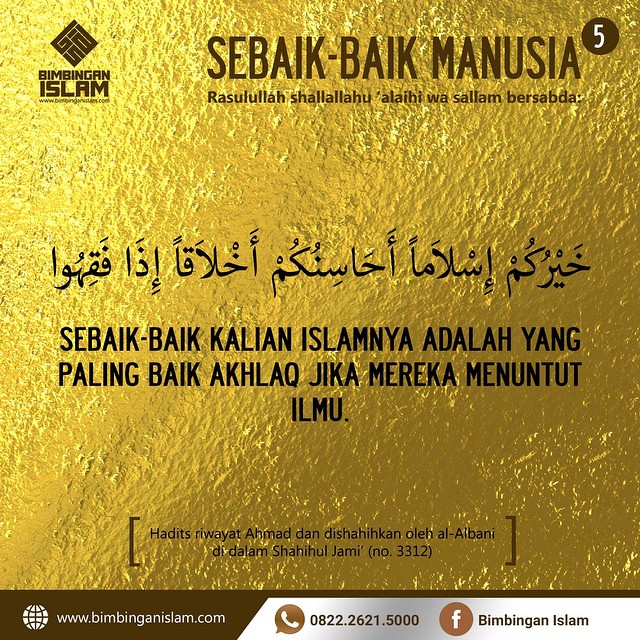 BIMBINGAN
ISLAM
www.bimbinganislam.com
SEBAIK-BAIK MANUSIA
5
Rasulullah shallallahu 'alaihi wa sallam bersabda:
خَيْرُكُمْ إِسْلَاماً أَحَاسِنُكُمْ أَخْلَاقاً إِذَا فَقِهُوا
SEBAIK-BAIK KALIAN ISLAMNYA ADALAH YANG
PALING BAIK AKHLAQ JIKA MEREKA MENUNTUT
ILMU.
Hadits riwayat Ahmad dan dishahihkan oleh al-Albani
di dalam Shahihul Jami' (no. 3312)
www.bimbinganislam.com
0822.2621.5000
Bimbingan Islam